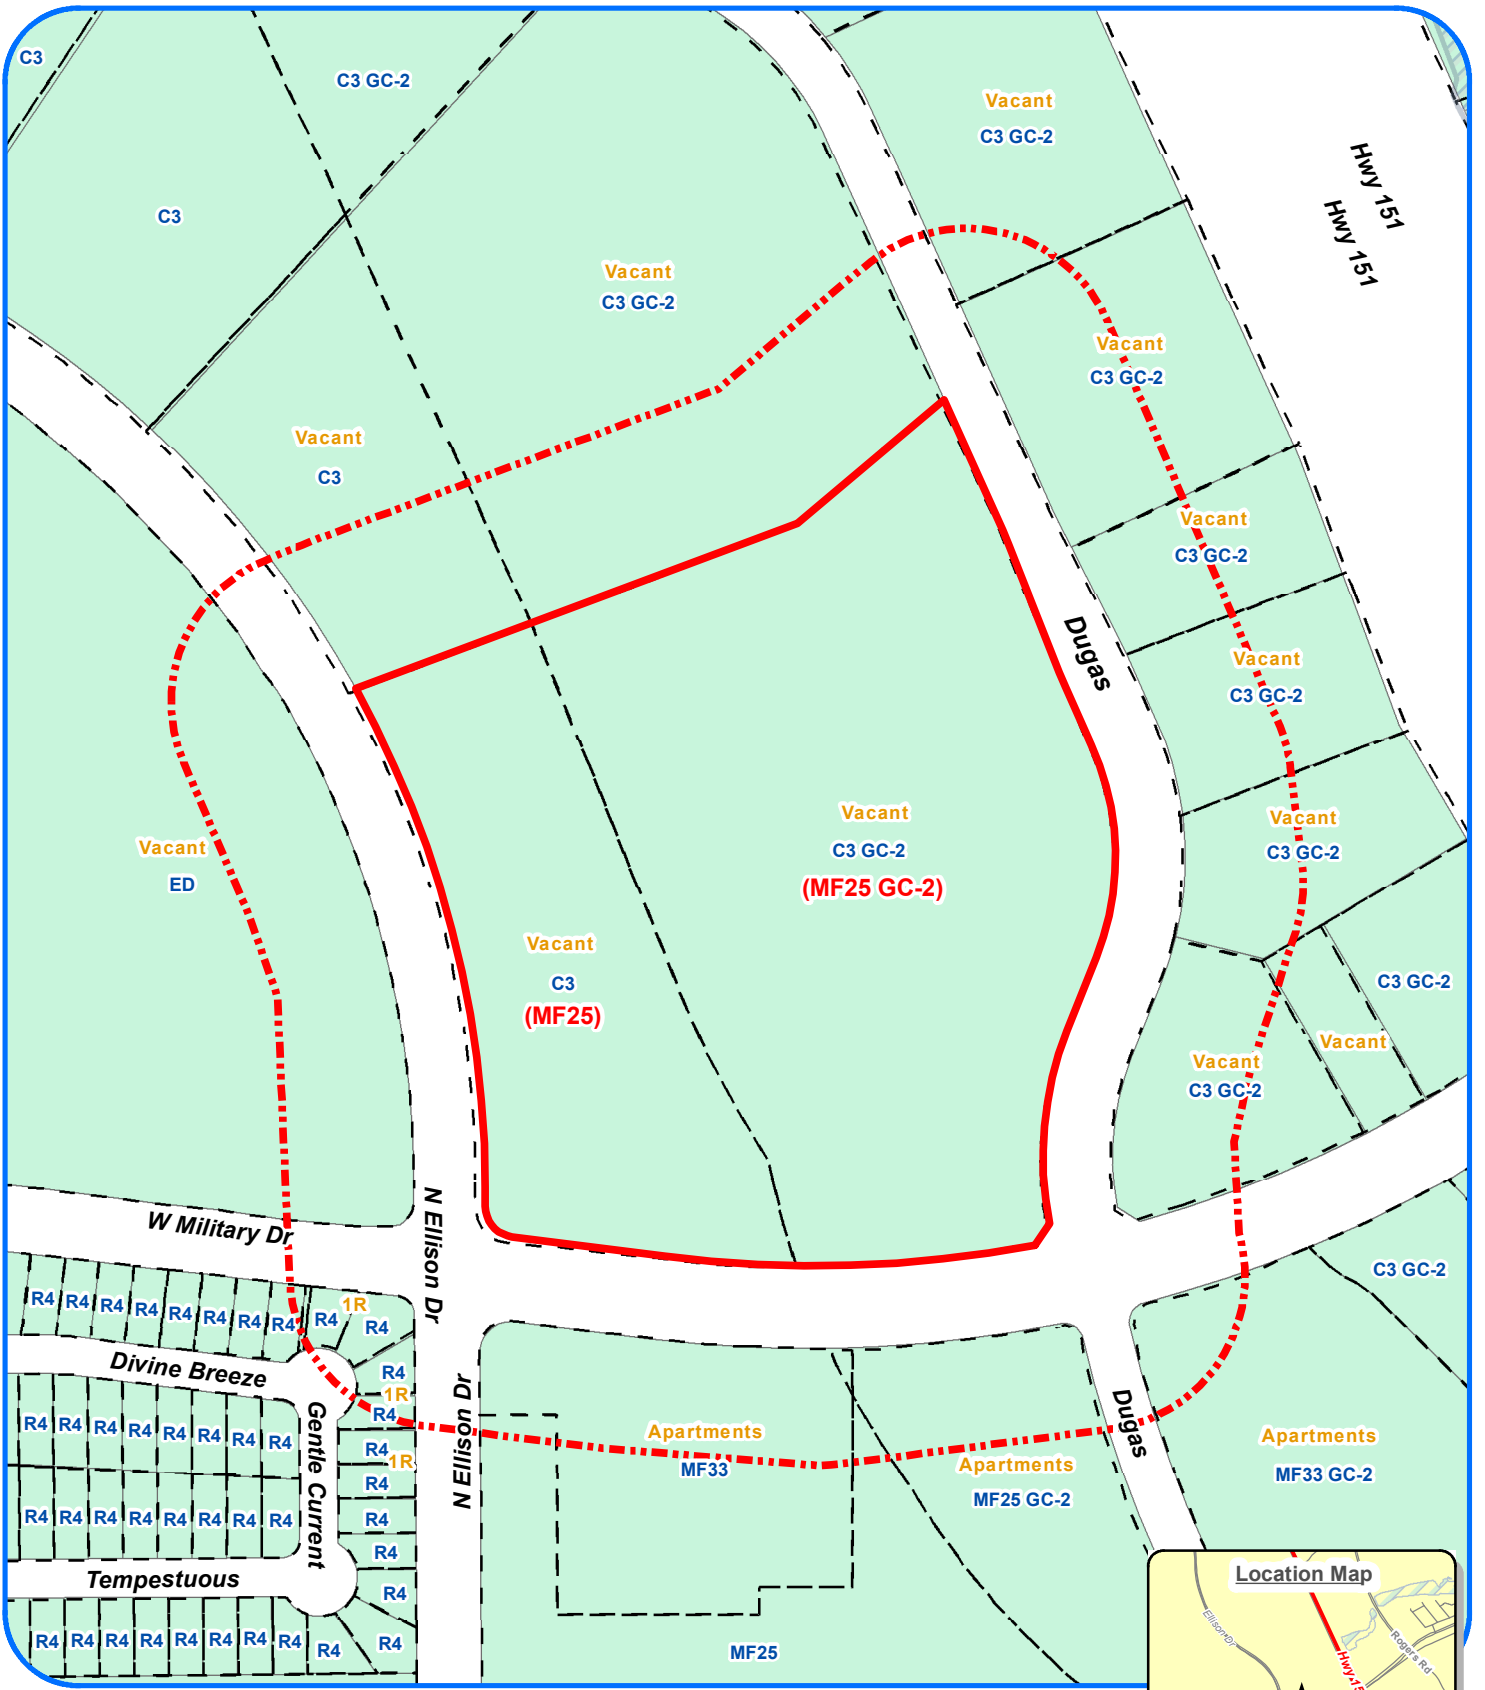 C3
C3 GC-2
Vacant
C3 GC-2
Hwy 151
Hwy 151
C3
Vacant
C3 GC-2
Vacant
C3 GC-2
Vacant
C3
Vacant
C3 GC-2
Dugas
Vacant
C3 GC-2
Vacant
C3 GC-2
(MF25 GC-2)
Vacant
C3 GC-2
Vacant
ED
Vacant
C3
(MF25)
C3 GC-2
Vacant
Vacant
C3 GC-2
W Military Dr
N Ellison Dr
C3 GC-2
R4 R4 R4 R4 R4 R4 R4 R4 R4 1R R4
Divine Breeze
R4
1R
R4
N Ellison Dr
Dugas
Gentle Current
R4 R4 R4 R4 R4 R4 R4 R4
R4
1R
R4
Apartments
MF33
Apartments
MF25 GC-2
Apartments
MF33 GC-2
R4 R4 R4 R4 R4 R4 R4 R4
R4
R4
Tempestuous
R4
R4 R4 R4 R4 R4 R4 R4 R4 R4 R4
MF25
Location Map
Ellison Dr
Rogers Rd
Hwy 15